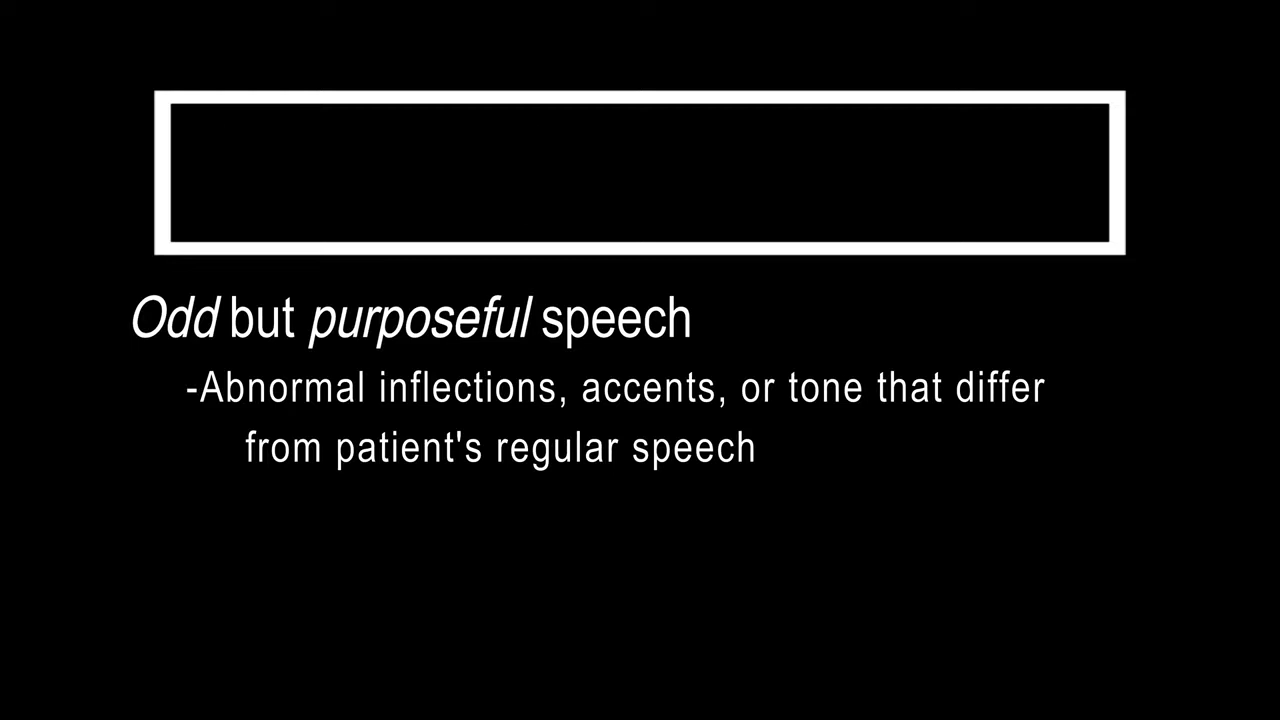 Odd but purposeful speech
-Abnormal inflections, accents, or tone that differ
from patient's regular speech